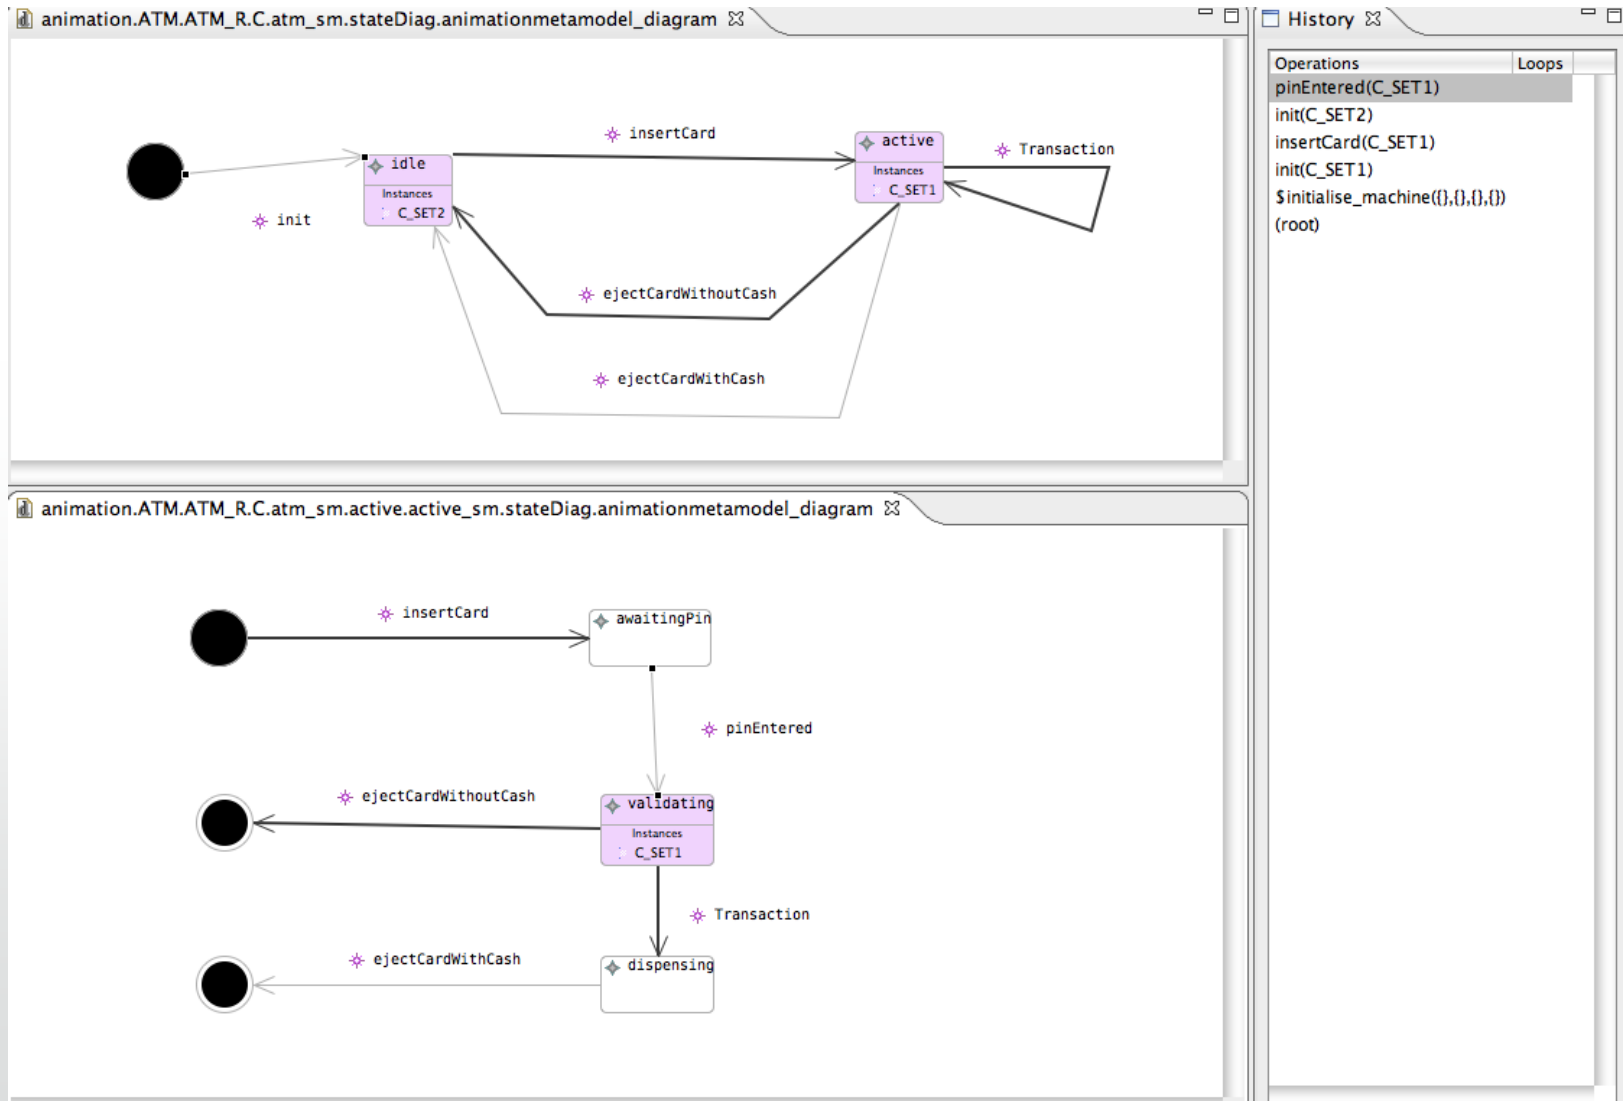 animation.ATM.ATM_R.C.atm_sm.stateDiag.animationmetamodel_diagram
insertCard
idle
Instances
C_SET2
active
Instances
C_SET1
Transaction
init
ejectCardWithoutCash
ejectCardWithCash
animation.ATM.ATM_R.C.atm_sm.active.active_sm.stateDiag.animationmetamodel_diagram
insertCard
awaitingPin
pinEntered
ejectCardWithoutCash
validating
Instances
C_SET1
Transaction
ejectCardWithCash
dispensing
History
Operations Loops
pinEntered(C_SET1)
init(C_SET2)
insertCard(C_SET1)
init(C_SET1)
$initialise_machine({},{},{},{})
(root)